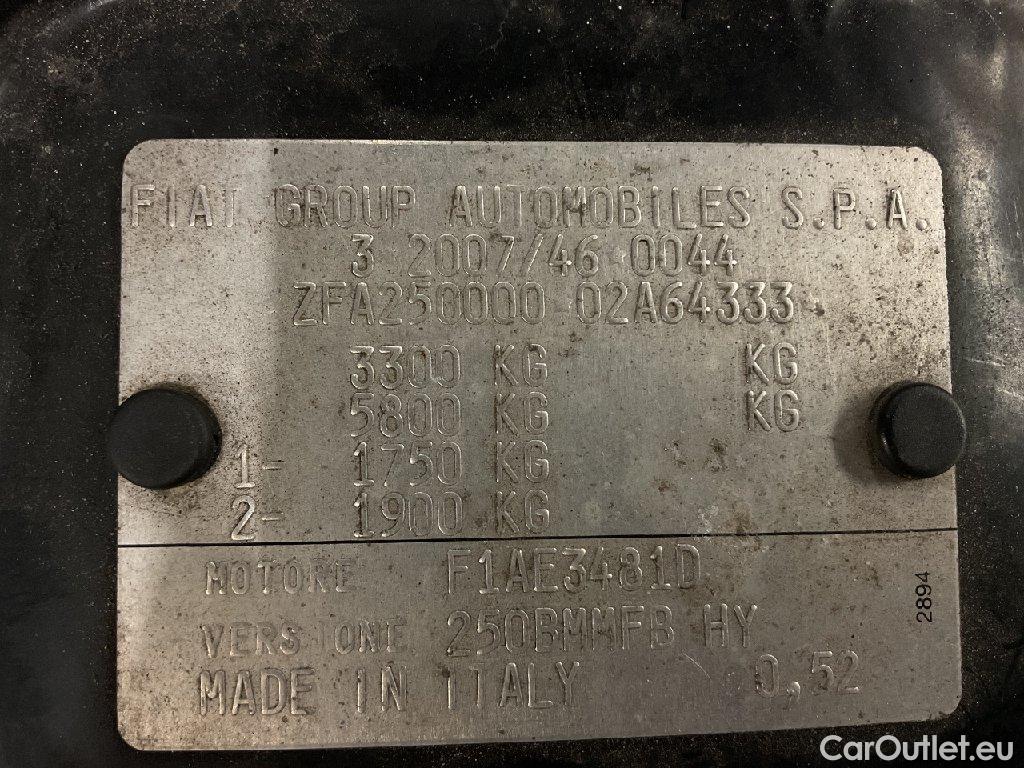 FIAT GROUP AUTOMOBILES S.P.A.
3 2007/46 0044
ZFA250000 02A64333
3300 KG KG
5800 KG KG
1- 1750 KG
2- 1900 KG
MOTORE F1AE3481D
VERSIONE 250BMMFB HY
MADE IN ITALY 0,52
2894
CarOutlet.eu